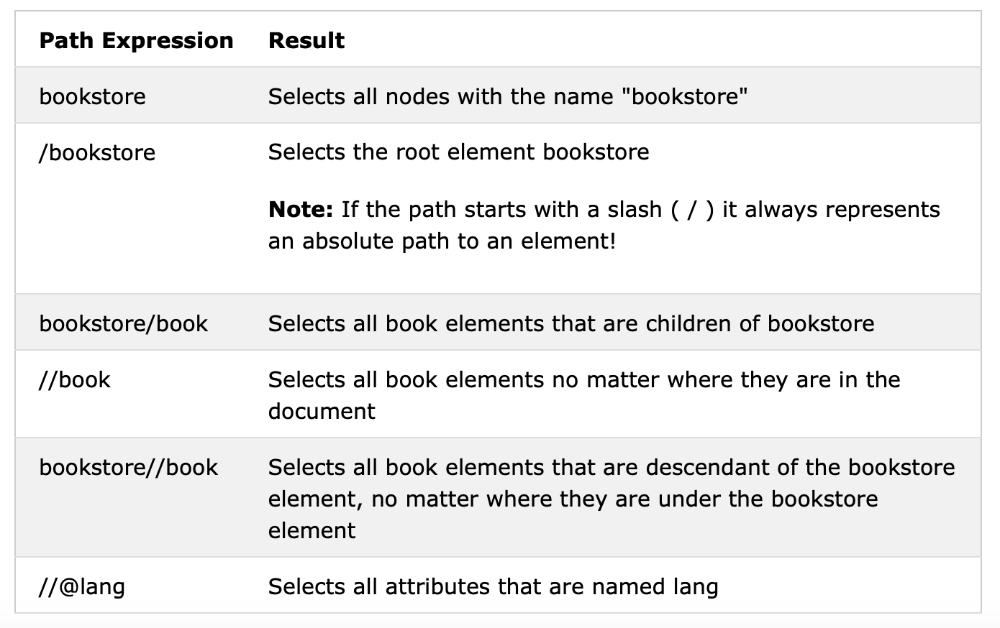 Path Expression Result
bookstore Selects all nodes with the name "bookstore"
/bookstore Selects the root element bookstore
Note: If the path starts with a slash ( / ) it always represents
an absolute path to an element!
bookstore/book Selects all book elements that are children of bookstore
//book Selects all book elements no matter where they are in the
document
bookstore//book Selects all book elements that are descendant of the bookstore
element, no matter where they are under the bookstore
element
//@lang Selects all attributes that are named lang